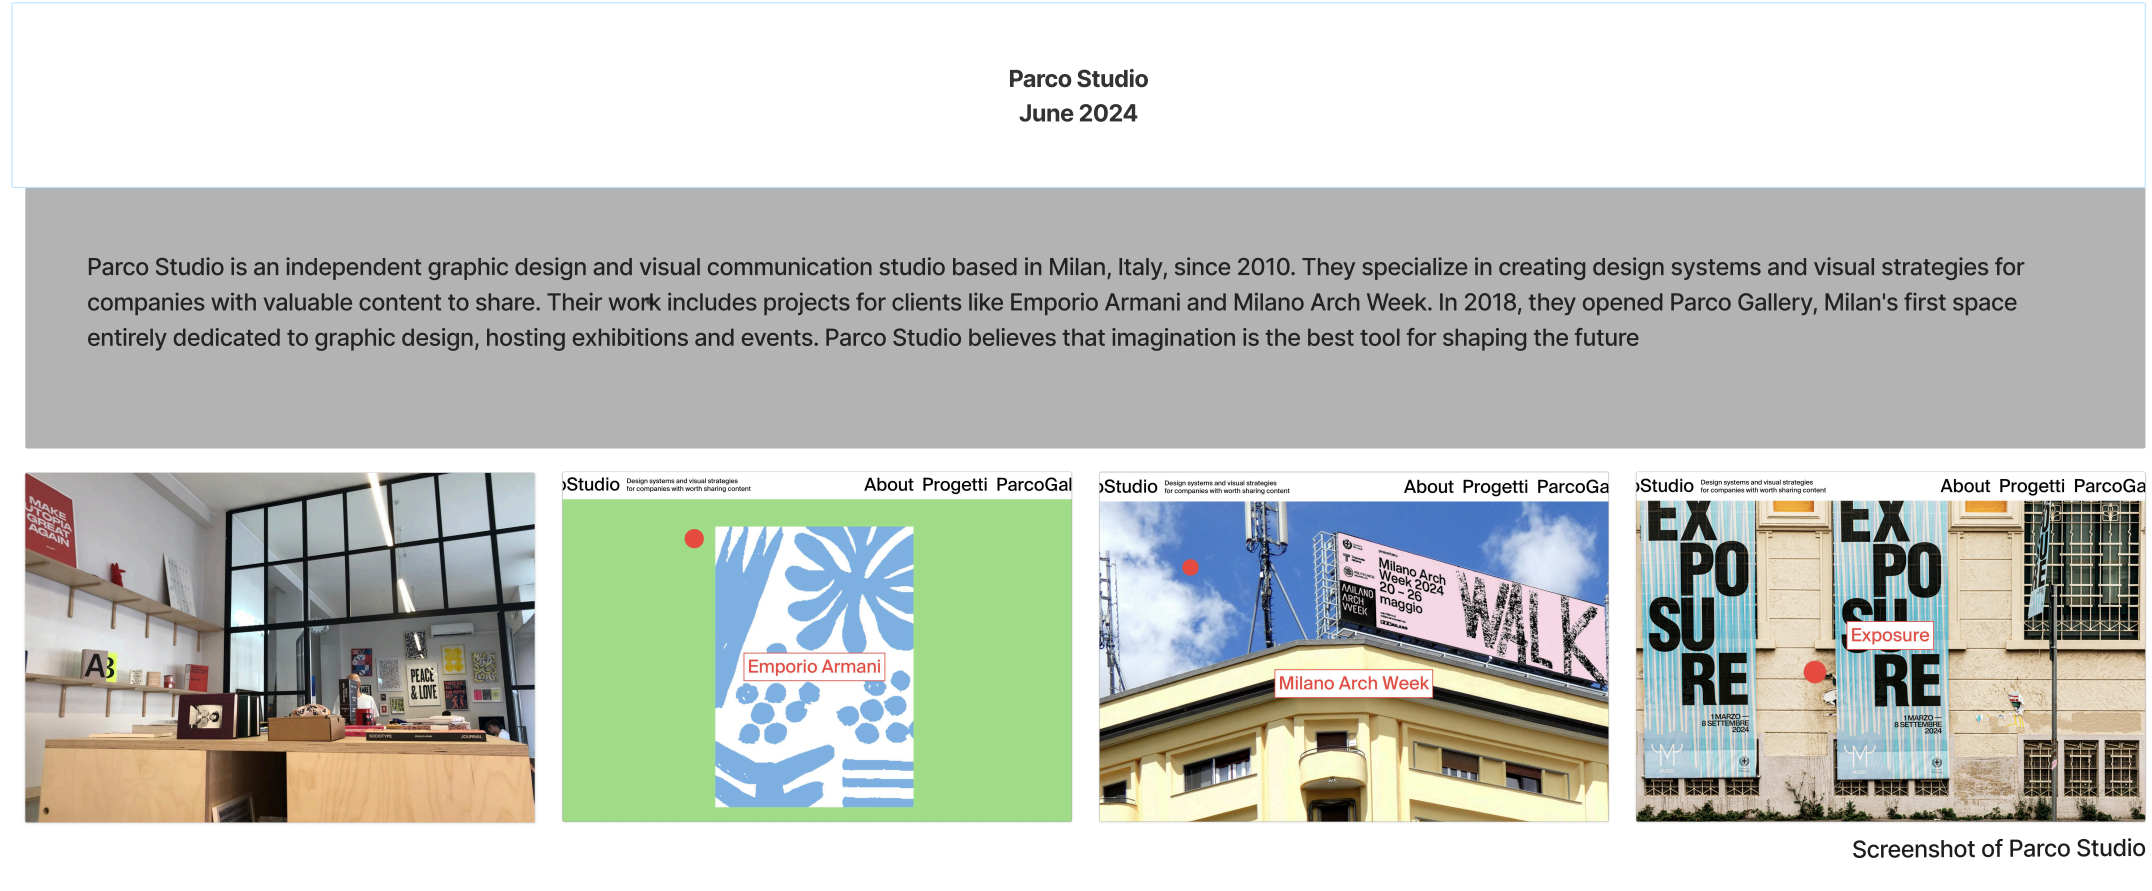 Parco Studio
June 2024
Parco Studio is an independent graphic design and visual communication studio based in Milan, Italy, since 2010. They specialize in creating design systems and visual strategies for
companies with valuable content to share. Their work includes projects for clients like Emporio Armani and Milano Arch Week. In 2018, they opened Parco Gallery, Milan's first space
entirely dedicated to graphic design, hosting exhibitions and events. Parco Studio believes that imagination is the best tool for shaping the future
MAKE
UTOPIA
GREAT
AGAIN
AB
PEACE
& LOVE
JOURNAL
oStudio
Design systems and visual strategies
for companies with worth sharing content
About Progetti ParcoGal
Emporio Armani
oStudio
Design systems and visual strategies
for companies with worth sharing content
About Progetti ParcoGa
Milano Arch
Week 2024
20 – 26
maggio
MILANO
ARCH
WEEK
WALK
Milano Arch Week
oStudio
Design systems and visual strategies
for companies with worth sharing content
About Progetti ParcoGa
EX
PO
SU
RE
1 MARZO —
8 SETTEMBRE
2024
EX
PO
SU
RE
1 MARZO —
8 SETTEMBRE
2024
Exposure
Screenshot of Parco Studio